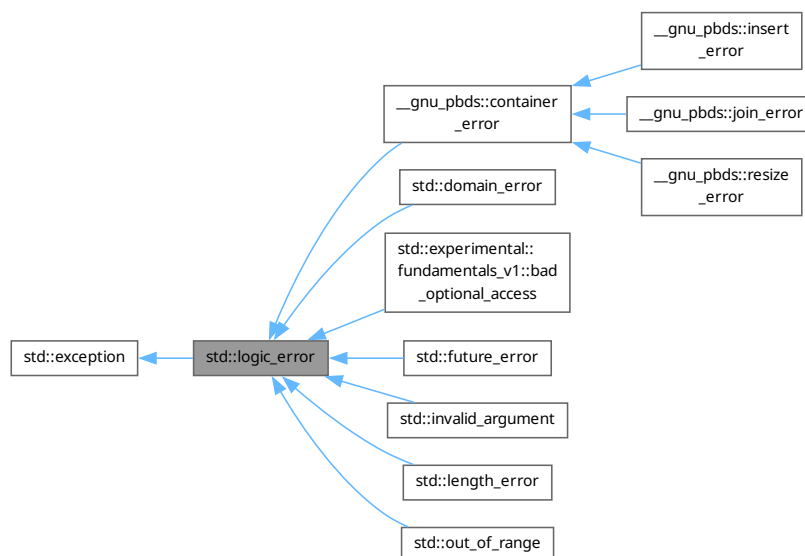 __gnu_pbds::insert
_error
__gnu_pbds::container
_error
__gnu_pbds::join_error
__gnu_pbds::resize
_error
std::domain_error
std::experimental::
fundamentals_v1::bad
_optional_access
std::exception
std::logic_error
std::future_error
std::invalid_argument
std::length_error
std::out_of_range